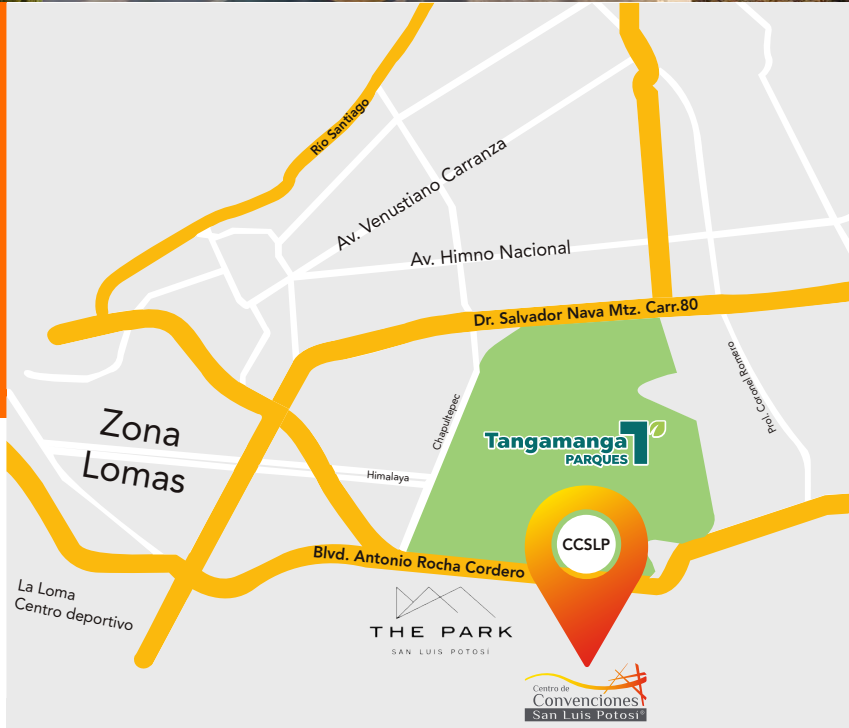 Río Santiago
Av. Venustiano Carranza
Av. Himno Nacional
Dr. Salvador Nava Mtz. Carr.80
Chapultepec
Prol. Coronel Romero
Zona
Lomas
Tangamanga 1
PARQUES
Himalaya
CCSLP
Blvd. Antonio Rocha Cordero
La Loma
Centro deportivo
THE PARK
SAN LUIS POTOSÍ
Centro de
Convenciones
San Luis Potosí®